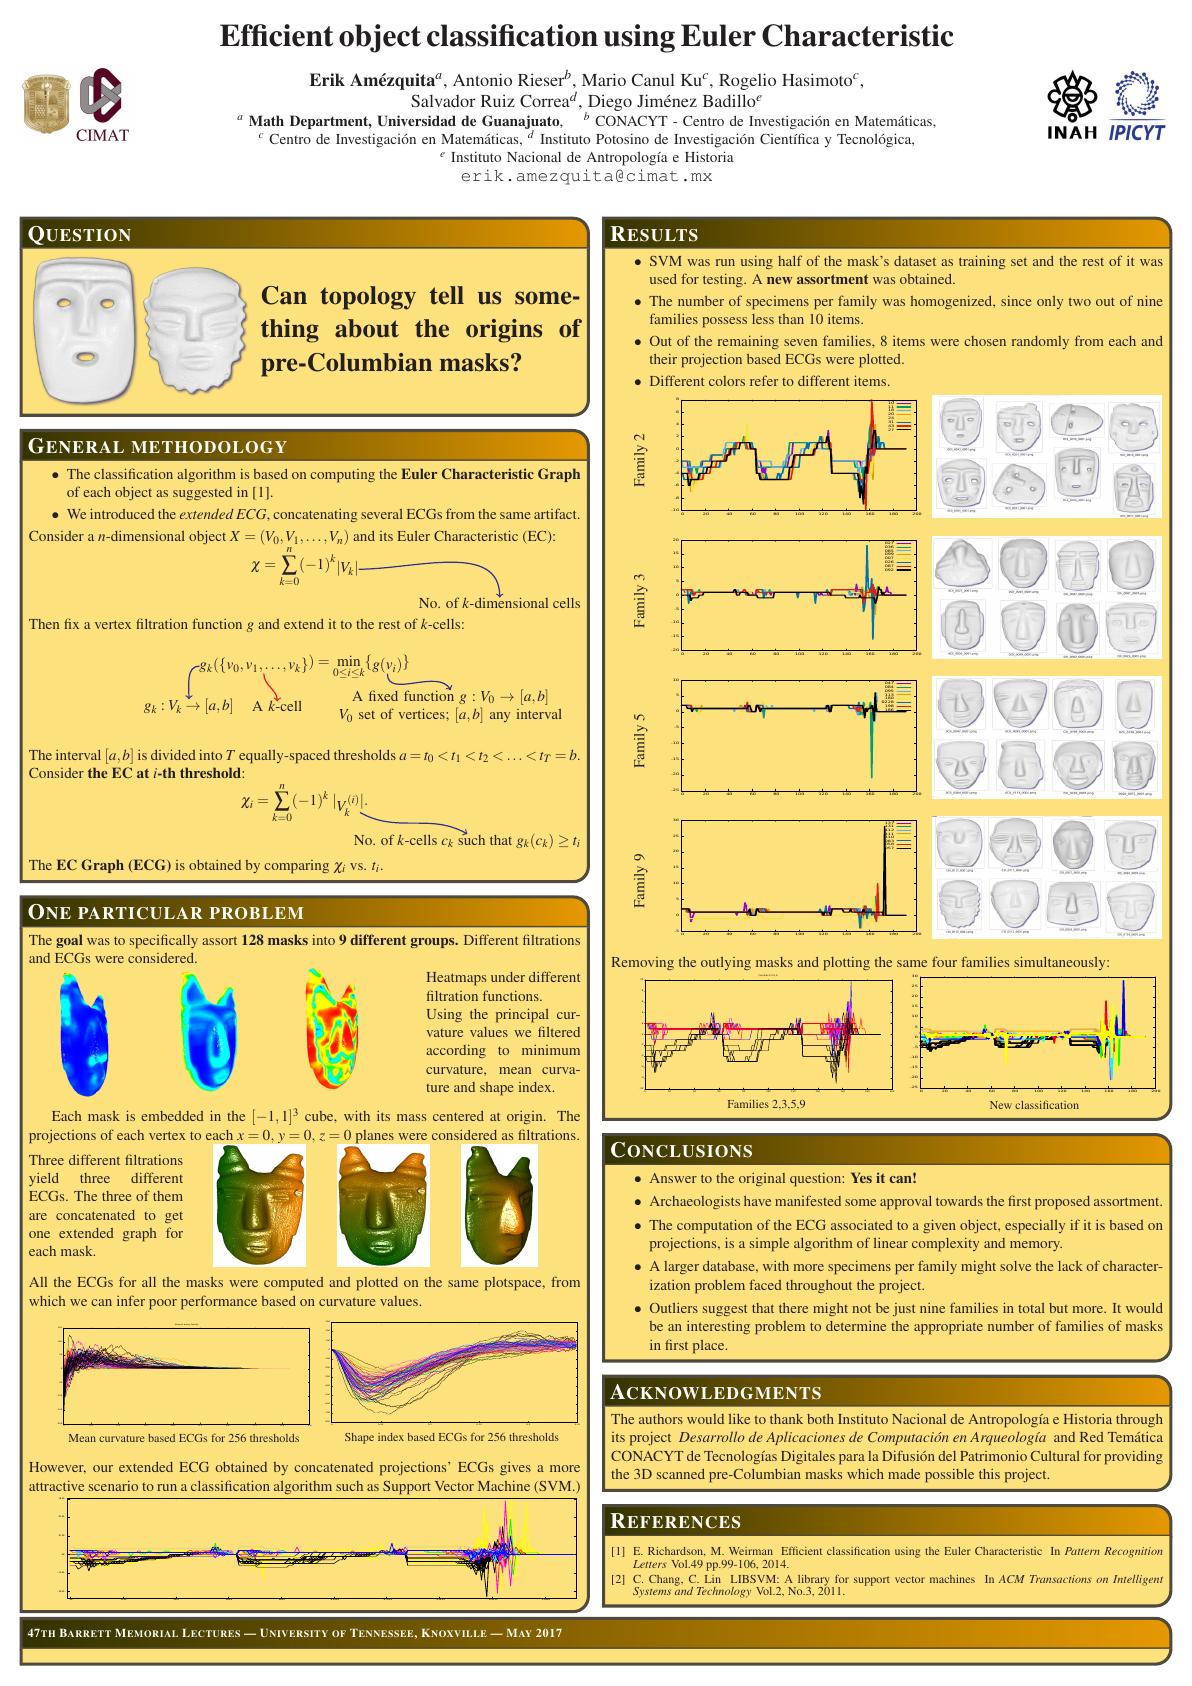 Efficient object classification using Euler Characteristic
Erik Amézquita^a, Antonio Rieser^b, Mario Canul Ku^c, Rogelio Hasimoto^c,
Salvador Ruiz Correa^d, Diego Jiménez Badillo^e
^a Math Department, Universidad de Guanajuato, ^b CONACYT - Centro de Investigación en Matemáticas,
^c Centro de Investigación en Matemáticas, ^d Instituto Potosino de Investigación Científica y Tecnológica,
^e Instituto Nacional de Antropología e Historia
erik.amezquita@cimat.mx
CIMAT
INAH
IPICYT
QUESTION
Can topology tell us some-
thing about the origins of
pre-Columbian masks?
GENERAL METHODOLOGY
• The classification algorithm is based on computing the Euler Characteristic Graph
of each object as suggested in [1].
• We introduced the extended ECG, concatenating several ECGs from the same artifact.
Consider a n-dimensional object X = (V₀, V₁, ..., Vₙ) and its Euler Characteristic (EC):
χ = ∑_{k=0}^{n} (−1)^k |V_k|
No. of k-dimensional cells
Then fix a vertex filtration function g and extend it to the rest of k-cells:
g_k({v₀, v₁, ..., v_k}) = min_{0≤i≤k} {g(v_i)}
g_k : V_k → [a,b]
A k-cell
A fixed function g : V₀ → [a,b]
V₀ set of vertices; [a,b] any interval
The interval [a,b] is divided into T equally-spaced thresholds a = t₀ < t₁ < t₂ < ... < t_T = b.
Consider the EC at i-th threshold:
χ_i = ∑_{k=0}^{n} (−1)^k |V_k^{(i)}|.
No. of k-cells c_k such that g_k(c_k) ≥ t_i
The EC Graph (ECG) is obtained by comparing χ_i vs. t_i.
ONE PARTICULAR PROBLEM
The goal was to specifically assort 128 masks into 9 different groups. Different filtrations
and ECGs were considered.
Heatmaps under different
filtration functions.
Using the principal cur-
vature values we filtered
according to minimum
curvature, mean curva-
ture and shape index.
Each mask is embedded in the [−1,1]³ cube, with its mass centered at origin. The
projections of each vertex to each x = 0, y = 0, z = 0 planes were considered as filtrations.
Three different filtrations
yield three different
ECGs. The three of them
are concatenated to get
one extended graph for
each mask.
All the ECGs for all the masks were computed and plotted on the same plotspace, from
which we can infer poor performance based on curvature values.
Mean curvature based ECGs for 256 thresholds
Shape index based ECGs for 256 thresholds
However, our extended ECG obtained by concatenated projections' ECGs gives a more
attractive scenario to run a classification algorithm such as Support Vector Machine (SVM.)
RESULTS
• SVM was run using half of the mask's dataset as training set and the rest of it was
used for testing. A new assortment was obtained.
• The number of specimens per family was homogenized, since only two out of nine
families possess less than 10 items.
• Out of the remaining seven families, 8 items were chosen randomly from each and
their projection based ECGs were plotted.
• Different colors refer to different items.
Family 2
Family 3
Family 5
Family 9
Removing the outlying masks and plotting the same four families simultaneously:
Families 2,3,5,9
New classification
CONCLUSIONS
• Answer to the original question: Yes it can!
• Archaeologists have manifested some approval towards the first proposed assortment.
• The computation of the ECG associated to a given object, especially if it is based on
projections, is a simple algorithm of linear complexity and memory.
• A larger database, with more specimens per family might solve the lack of character-
ization problem faced throughout the project.
• Outliers suggest that there might not be just nine families in total but more. It would
be an interesting problem to determine the appropriate number of families of masks
in first place.
ACKNOWLEDGMENTS
The authors would like to thank both Instituto Nacional de Antropología e Historia through
its project Desarrollo de Aplicaciones de Computación en Arqueología and Red Temática
CONACYT de Tecnologías Digitales para la Difusión del Patrimonio Cultural for providing
the 3D scanned pre-Columbian masks which made possible this project.
REFERENCES
[1] E. Richardson, M. Weirman Efficient classification using the Euler Characteristic In Pattern Recognition
Letters Vol.49 pp.99-106, 2014.
[2] C. Chang, C. Lin LIBSVM: A library for support vector machines In ACM Transactions on Intelligent
Systems and Technology Vol.2, No.3, 2011.
47TH BARRETT MEMORIAL LECTURES — UNIVERSITY OF TENNESSEE, KNOXVILLE — MAY 2017